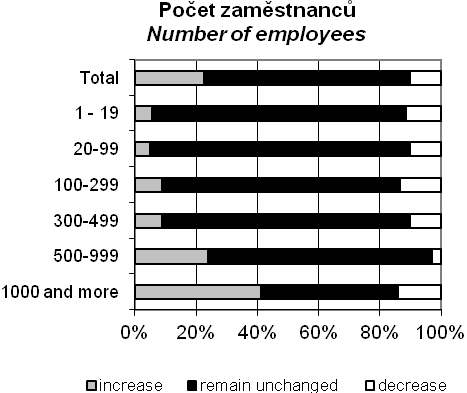 Počet zaměstnanců
Number of employees
Total
1 - 19
20-99
100-299
300-499
500-999
1000 and more
0% 20% 40% 60% 80% 100%
increase remain unchanged decrease